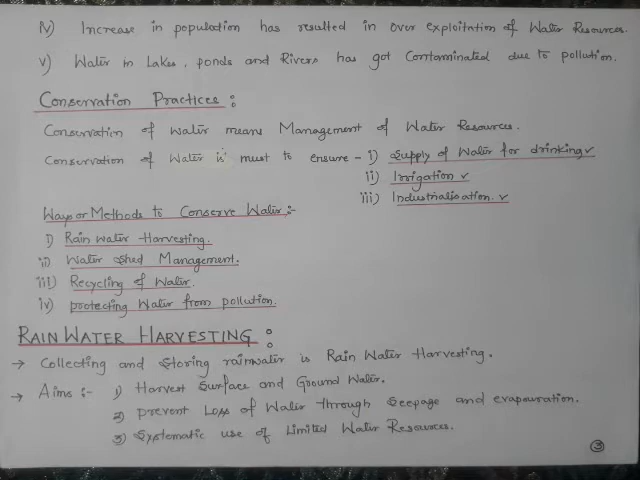 iv) Increase in population has resulted in over exploitation of Water Resources.
v) Water in Lakes, ponds and Rivers has got Contaminated due to pollution.
Conservation Practices :
Conservation of water means Management of Water Resources.
Conservation of Water is must to ensure - i) Supply of Water for drinking ✓
ii) Irrigation ✓
iii) Industrialisation. ✓
Ways or Methods to Conserve Water :-
i) Rain water Harvesting.
ii) Water Shed Management.
iii) Recycling of Water.
iv) protecting Water from pollution.
RAIN WATER HARVESTING :
→ Collecting and Storing rainwater is Rain Water Harvesting.
→ Aims :- 1) Harvest Surface and Ground Water.
2) prevent Loss of Water through Seepage and evapouration.
3) Systematic use of Limited Water Resources.
3